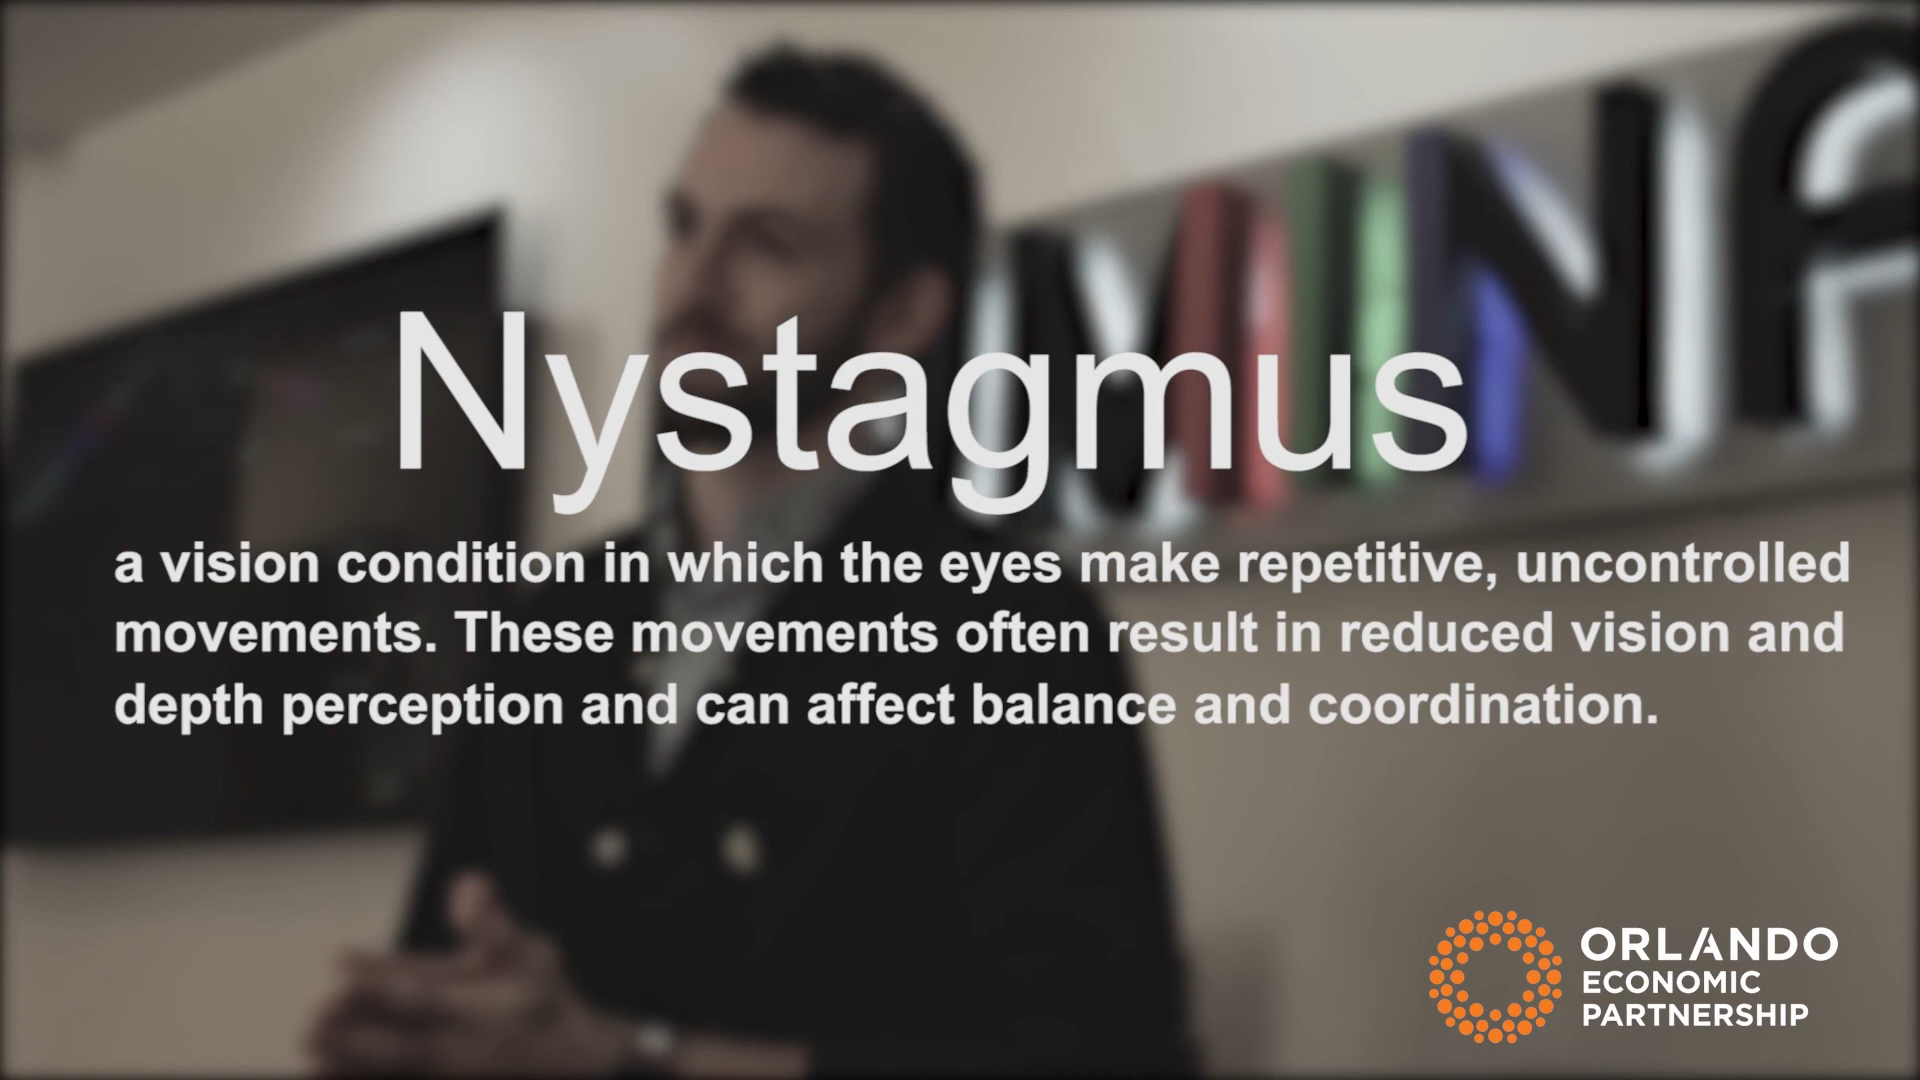 MINA
Nystagmus
a vision condition in which the eyes make repetitive, uncontrolled
movements. These movements often result in reduced vision and
depth perception and can affect balance and coordination.
ORLANDO
ECONOMIC
PARTNERSHIP